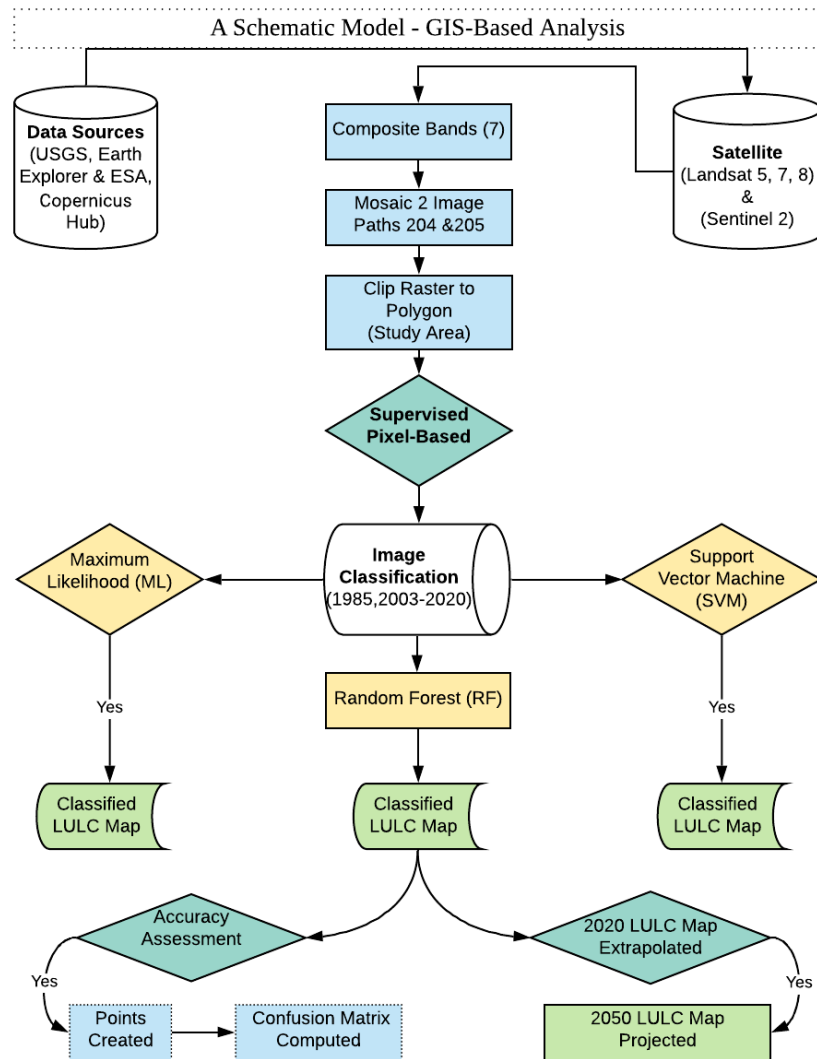 A Schematic Model - GIS-Based Analysis
Data Sources
(USGS, Earth
Explorer & ESA,
Copernicus
Hub)
Composite Bands (7)
Satellite
(Landsat 5, 7, 8)
&
(Sentinel 2)
Mosaic 2 Image
Paths 204 &205
Clip Raster to
Polygon
(Study Area)
Supervised
Pixel-Based
Maximum
Likelihood (ML)
Image
Classification
(1985,2003-2020)
Support
Vector Machine
(SVM)
Random Forest (RF)
Yes
Yes
Classified
LULC Map
Classified
LULC Map
Classified
LULC Map
Accuracy
Assessment
2020 LULC Map
Extrapolated
Yes
Yes
Points
Created
Confusion Matrix
Computed
2050 LULC Map
Projected